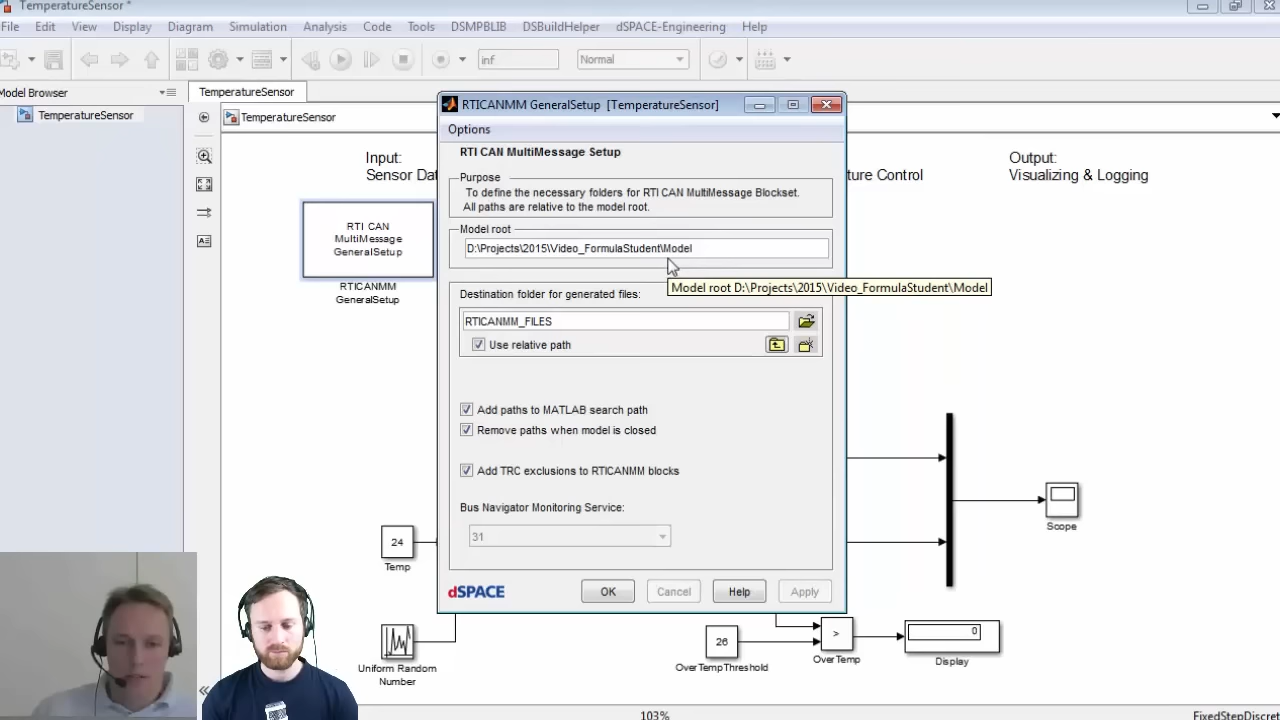 TemperatureSensor *
File Edit View Display Diagram Simulation Analysis Code Tools DSMPBLIB DSBuildHelper dSPACE-Engineering Help
inf
Normal
Model Browser
TemperatureSensor
TemperatureSensor
TemperatureSensor
Input:
Sensor Dat
ture Control
Output:
Visualizing & Logging
RTI CAN
MultiMessage
GeneralSetup
RTICANMM
GeneralSetup
RTICANMM GeneralSetup [TemperatureSensor]
Options
RTI CAN MultiMessage Setup
Purpose
To define the necessary folders for RTI CAN MultiMessage Blockset.
All paths are relative to the model root.
Model root
D:\Projects\2015\Video_FormulaStudent\Model
Model root D:\Projects\2015\Video_FormulaStudent\Model
Destination folder for generated files:
RTICANMM_FILES
Use relative path
Add paths to MATLAB search path
Remove paths when model is closed
Add TRC exclusions to RTICANMM blocks
Bus Navigator Monitoring Service:
31
dSPACE
OK
Cancel
Help
Apply
24
Temp
Uniform Random
Number
26
OverTempThreshold
>
OverTemp
0
Display
Scope
103%
FixedStepDiscret